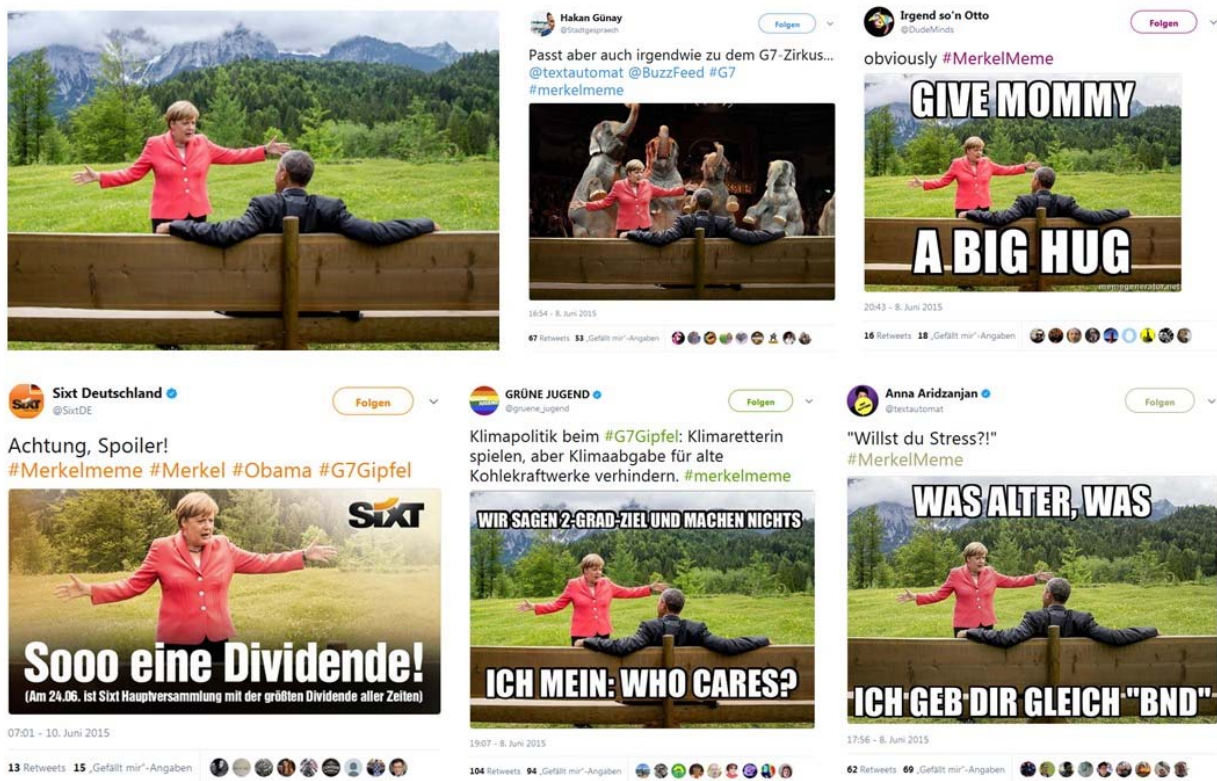 Hakan Günay
@Stadtgespraech
Folgen
Passt aber auch irgendwie zu dem G7-Zirkus...
@textautomat @BuzzFeed #G7
#merkelmeme
16:54 - 8. Juni 2015
67 Retweets 53 „Gefällt mir“-Angaben
Irgend so'n Otto
@DudeMinds
Folgen
obviously #MerkelMeme
GIVE MOMMY
A BIG HUG
memegenerator.net
20:43 - 8. Juni 2015
16 Retweets 18 „Gefällt mir“-Angaben
SIXT
Sixt Deutschland
@SixtDE
Folgen
Achtung, Spoiler!
#Merkelmeme #Merkel #Obama #G7Gipfel
SIXT
Sooo eine Dividende!
(Am 24.06. ist Sixt Hauptversammlung mit der größten Dividende aller Zeiten)
07:01 - 10. Juni 2015
13 Retweets 15 „Gefällt mir“-Angaben
GRÜNE JUGEND
@gruene_jugend
Folgen
Klimapolitik beim #G7Gipfel: Klimaretterin
spielen, aber Klimaabgabe für alte
Kohlekraftwerke verhindern. #merkelmeme
WIR SAGEN 2-GRAD-ZIEL UND MACHEN NICHTS
ICH MEIN: WHO CARES?
19:07 - 8. Juni 2015
104 Retweets 94 „Gefällt mir“-Angaben
Anna Aridzanjan
@textautomat
Folgen
"Willst du Stress?!"
#MerkelMeme
WAS ALTER, WAS
ICH GEB DIR GLEICH "BND"
17:56 - 8. Juni 2015
62 Retweets 69 „Gefällt mir“-Angaben